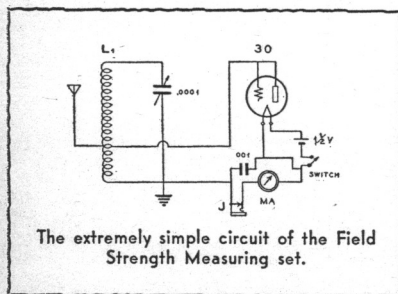 L1
30
.0001
1½V
.001
SWITCH
J
MA
The extremely simple circuit of the Field
Strength Measuring set.